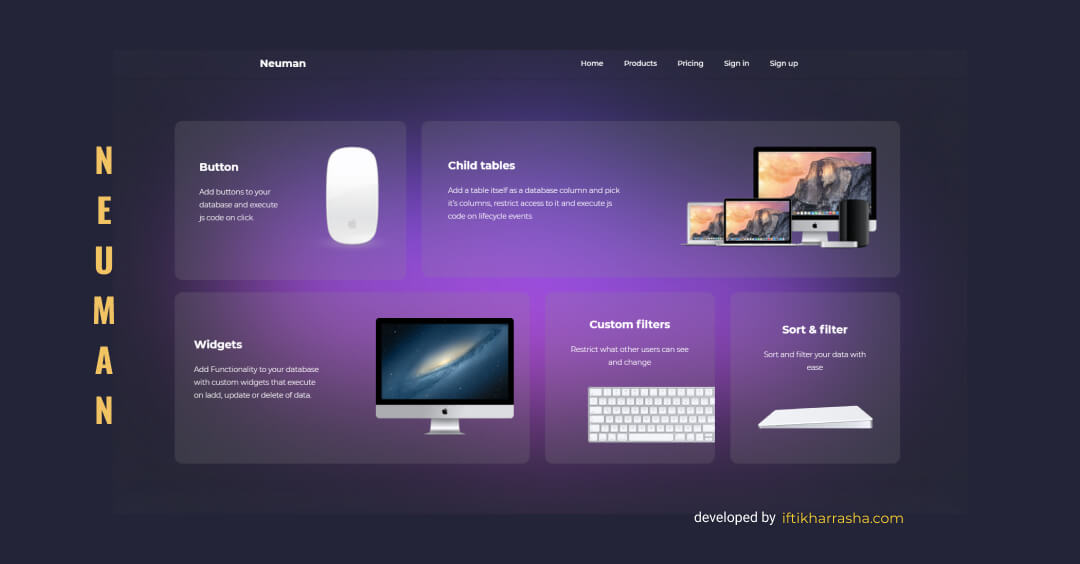 Neuman
Home Products Pricing Sign in Sign up
NEUMAN
Button
Add buttons to your
database and execute
js code on click
Child tables
Add a table itself as a database column and pick
it's columns, restrict access to it and execute js
code on lifecycle events
Widgets
Add Functionality to your database
with custom widgets that execute
on ladd, update or delete of data.
Custom filters
Restrict what other users can see
and change
Sort & filter
Sort and filter your data with
ease
developed by iftikharrasha.com